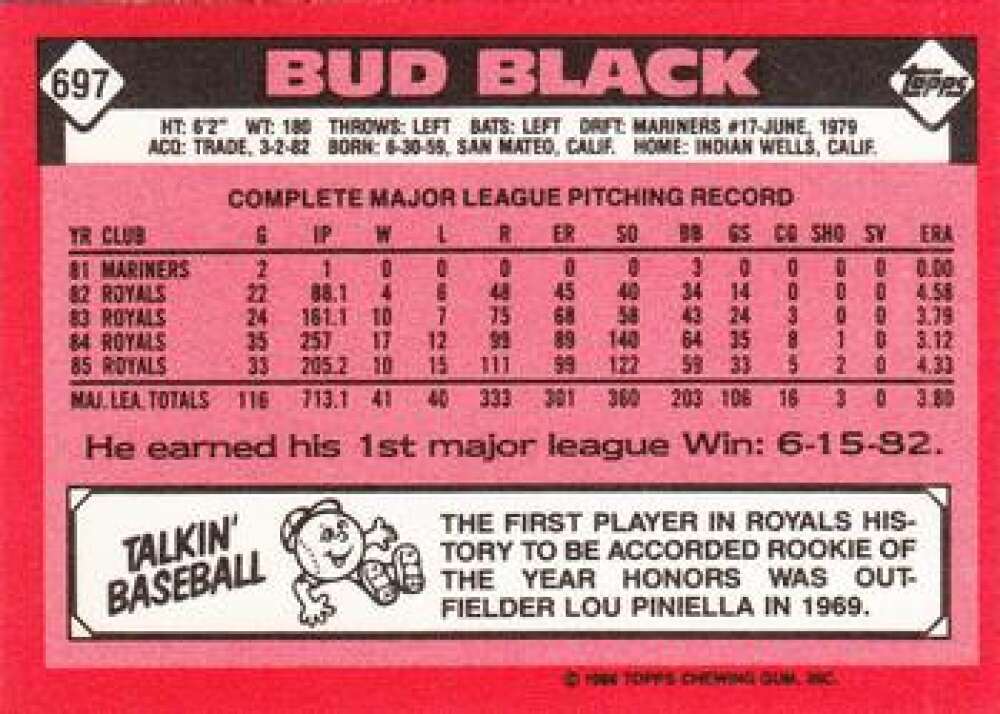 697
BUD BLACK
TOPPS
HT: 6'2" WT: 180 THROWS: LEFT BATS: LEFT DRFT: MARINERS #17-JUNE, 1979
ACQ: TRADE, 3-2-82 BORN: 6-30-59, SAN MATEO, CALIF. HOME: INDIAN WELLS, CALIF.
COMPLETE MAJOR LEAGUE PITCHING RECORD
YR CLUB G IP W L R ER SO BB GS CG SHO SV ERA
81 MARINERS 2 1 0 0 0 0 0 3 0 0 0 0 0.00
82 ROYALS 22 88.1 4 6 48 45 40 34 14 0 0 0 4.58
83 ROYALS 24 161.1 10 7 75 68 58 43 24 3 0 0 3.79
84 ROYALS 35 257 17 12 99 89 140 64 35 8 1 0 3.12
85 ROYALS 33 205.2 10 15 111 99 122 59 33 5 2 0 4.33
MAJ. LEA. TOTALS 116 713.1 41 40 333 301 360 203 106 16 3 0 3.80
He earned his 1st major league Win: 6-15-82.
TALKIN'
BASEBALL
THE FIRST PLAYER IN ROYALS HIS-
TORY TO BE ACCORDED ROOKIE OF
THE YEAR HONORS WAS OUT-
FIELDER LOU PINIELLA IN 1969.
© 1986 TOPPS CHEWING GUM, INC.